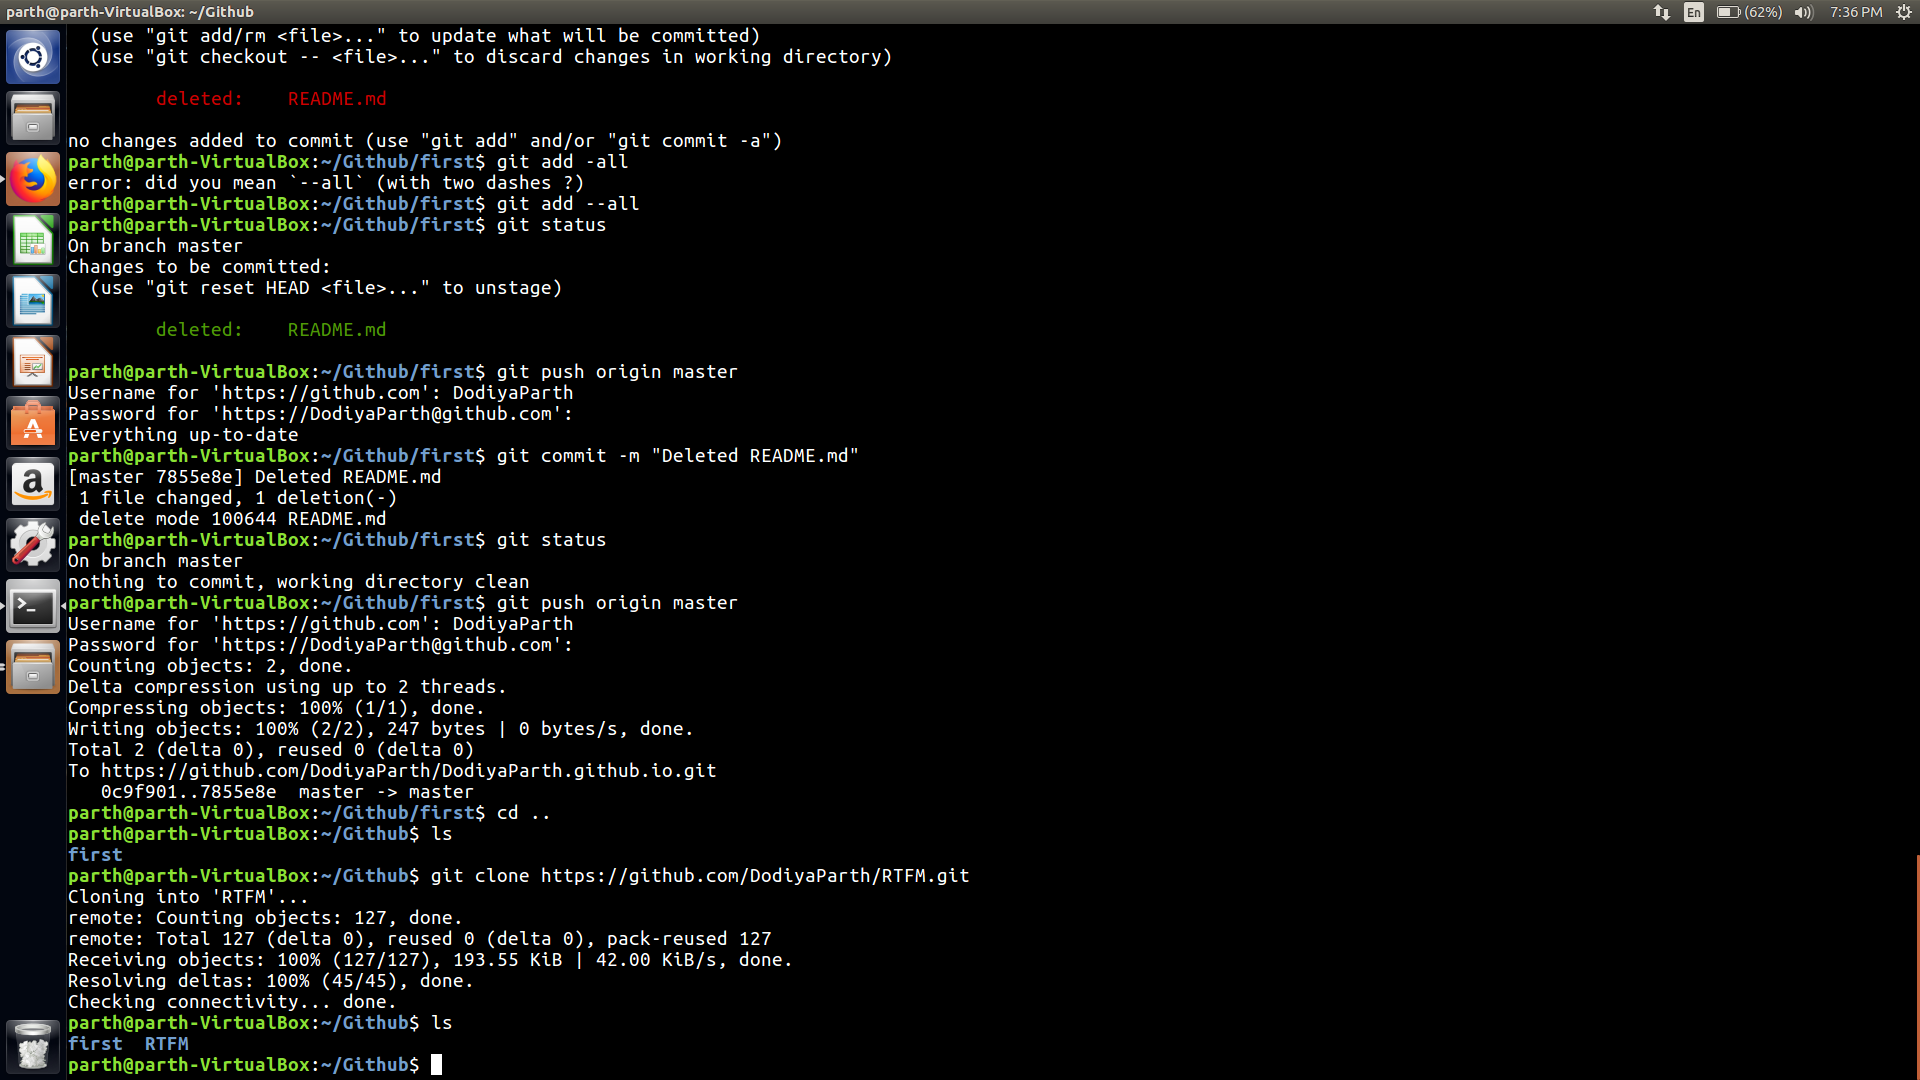 parth@parth-VirtualBox: ~/Github
En (62%) 7:36 PM
(use "git add/rm <file>..." to update what will be committed)
(use "git checkout -- <file>..." to discard changes in working directory)
deleted: README.md
no changes added to commit (use "git add" and/or "git commit -a")
parth@parth-VirtualBox:~/Github/first$ git add -all
error: did you mean `--all` (with two dashes ?)
parth@parth-VirtualBox:~/Github/first$ git add --all
parth@parth-VirtualBox:~/Github/first$ git status
On branch master
Changes to be committed:
(use "git reset HEAD <file>..." to unstage)
deleted: README.md
parth@parth-VirtualBox:~/Github/first$ git push origin master
Username for 'https://github.com': DodiyaParth
Password for 'https://DodiyaParth@github.com':
Everything up-to-date
parth@parth-VirtualBox:~/Github/first$ git commit -m "Deleted README.md"
[master 7855e8e] Deleted README.md
1 file changed, 1 deletion(-)
delete mode 100644 README.md
parth@parth-VirtualBox:~/Github/first$ git status
On branch master
nothing to commit, working directory clean
parth@parth-VirtualBox:~/Github/first$ git push origin master
Username for 'https://github.com': DodiyaParth
Password for 'https://DodiyaParth@github.com':
Counting objects: 2, done.
Delta compression using up to 2 threads.
Compressing objects: 100% (1/1), done.
Writing objects: 100% (2/2), 247 bytes | 0 bytes/s, done.
Total 2 (delta 0), reused 0 (delta 0)
To https://github.com/DodiyaParth/DodiyaParth.github.io.git
0c9f901..7855e8e master -> master
parth@parth-VirtualBox:~/Github/first$ cd ..
parth@parth-VirtualBox:~/Github$ ls
first
parth@parth-VirtualBox:~/Github$ git clone https://github.com/DodiyaParth/RTFM.git
Cloning into 'RTFM'...
remote: Counting objects: 127, done.
remote: Total 127 (delta 0), reused 0 (delta 0), pack-reused 127
Receiving objects: 100% (127/127), 193.55 KiB | 42.00 KiB/s, done.
Resolving deltas: 100% (45/45), done.
Checking connectivity... done.
parth@parth-VirtualBox:~/Github$ ls
first RTFM
parth@parth-VirtualBox:~/Github$